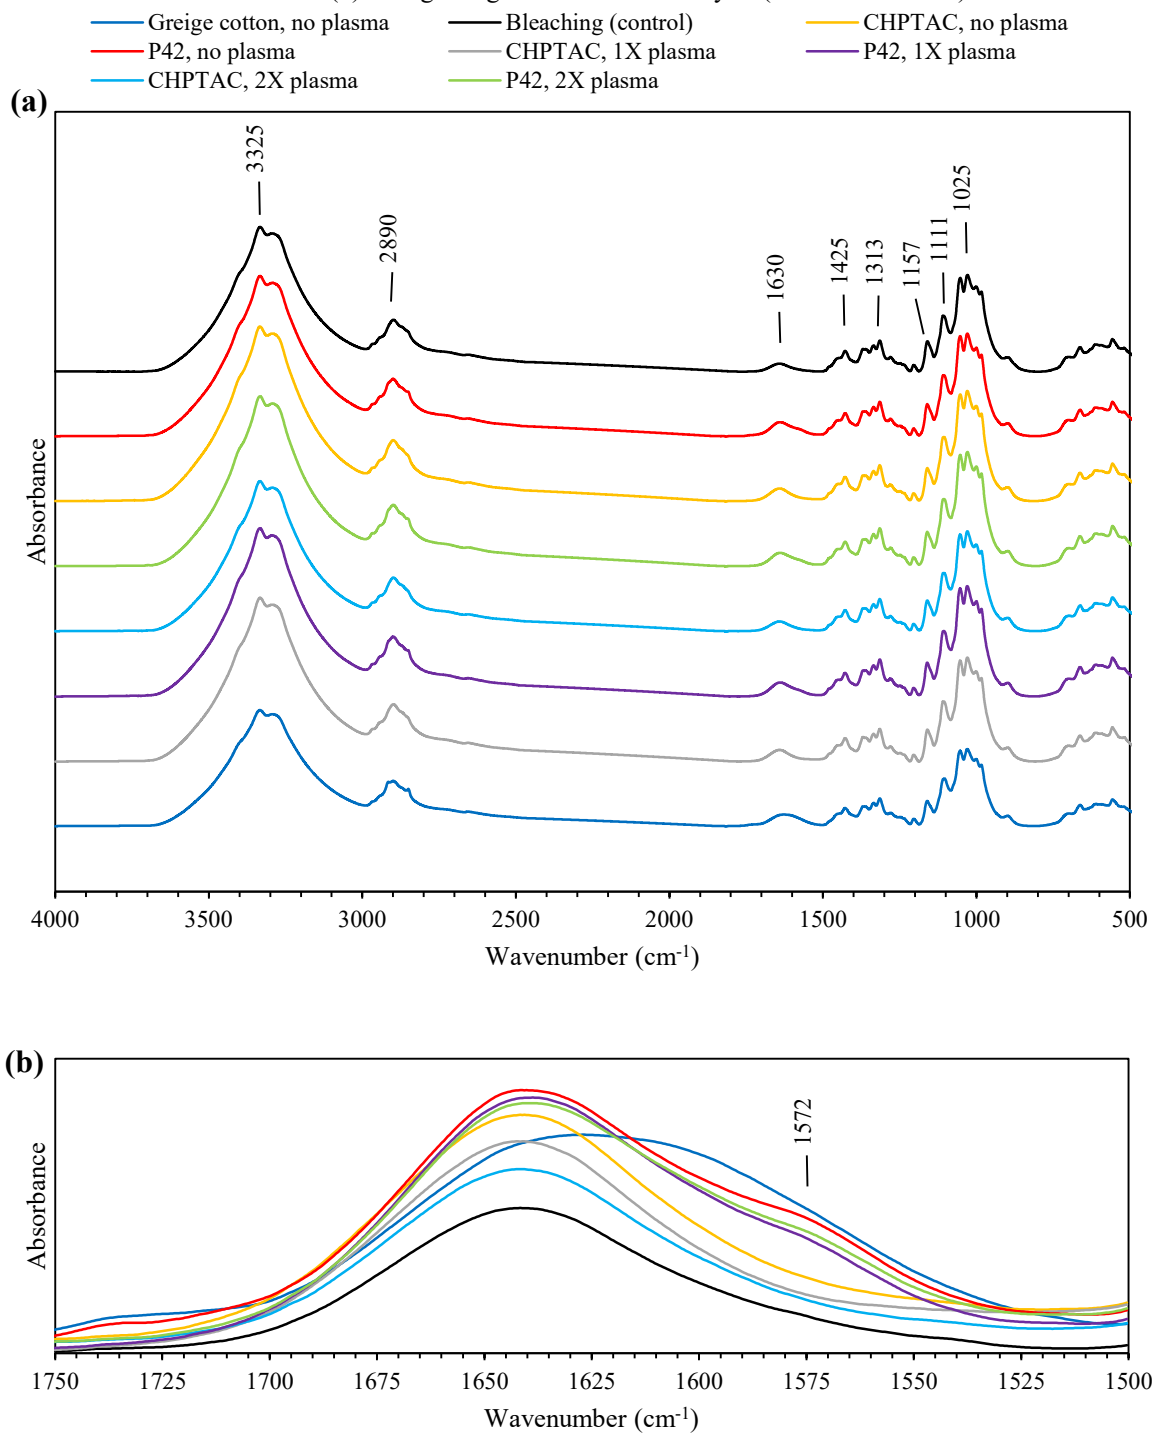 Greige cotton, no plasma
Bleaching (control)
CHPTAC, no plasma
P42, no plasma
CHPTAC, 1X plasma
P42, 1X plasma
CHPTAC, 2X plasma
P42, 2X plasma
(a)
3325
2890
1630
1425
1313
1157
1111
1025
Absorbance
4000
3500
3000
2500
2000
1500
1000
500
Wavenumber (cm⁻¹)
(b)
1572
Absorbance
1750
1725
1700
1675
1650
1625
1600
1575
1550
1525
1500
Wavenumber (cm⁻¹)